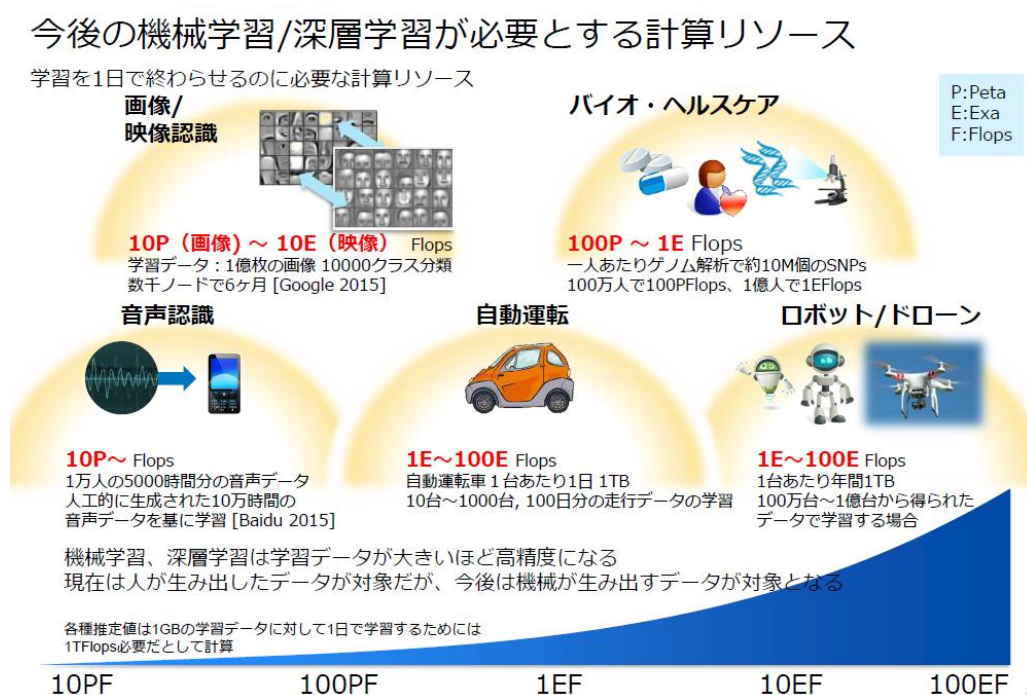 今後の機械学習/深層学習が必要とする計算リソース
学習を1日で終わらせるのに必要な計算リソース
P:Peta
E:Exa
F:Flops
画像/
映像認識
10P（画像）～ 10E（映像） Flops
学習データ：1億枚の画像 10000クラス分類
数千ノードで6ヶ月 [Google 2015]
バイオ・ヘルスケア
100P ～ 1E Flops
一人あたりゲノム解析で約10M個のSNPs
100万人で100PFlops、1億人で1EFlops
音声認識
10P～ Flops
1万人の5000時間分の音声データ
人工的に生成された10万時間の
音声データを基に学習 [Baidu 2015]
自動運転
1E～100E Flops
自動運転車１台あたり1日 1TB
10台～1000台, 100日分の走行データの学習
ロボット/ドローン
1E～100E Flops
1台あたり年間1TB
100万台～1億台から得られた
データで学習する場合
機械学習、深層学習は学習データが大きいほど高精度になる
現在は人が生み出したデータが対象だが、今後は機械が生み出すデータが対象となる
各種推定値は1GBの学習データに対して1日で学習するためには
1TFlops必要だとして計算
10PF 100PF 1EF 10EF 100EF